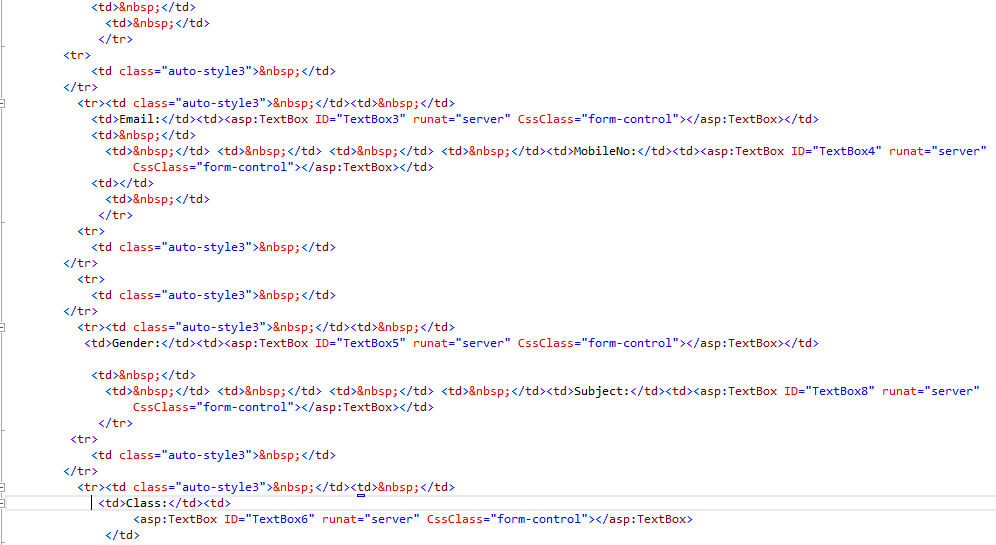 <td>&nbsp;</td>
<td>&nbsp;</td>
</tr>
<tr>
<td class="auto-style3">&nbsp;</td>
</tr>
<tr><td class="auto-style3">&nbsp;</td><td>&nbsp;</td>
<td>Email:</td><td><asp:TextBox ID="TextBox3" runat="server" CssClass="form-control"></asp:TextBox></td>
<td>&nbsp;</td>
<td>&nbsp;</td> <td>&nbsp;</td> <td>&nbsp;</td> <td>&nbsp;</td><td>MobileNo:</td><td><asp:TextBox ID="TextBox4" runat="server"
CssClass="form-control"></asp:TextBox></td>
<td></td>
<td>&nbsp;</td>
</tr>
<tr>
<td class="auto-style3">&nbsp;</td>
</tr>
<tr>
<td class="auto-style3">&nbsp;</td>
</tr>
<tr><td class="auto-style3">&nbsp;</td><td>&nbsp;</td>
<td>Gender:</td><td><asp:TextBox ID="TextBox5" runat="server" CssClass="form-control"></asp:TextBox></td>
<td>&nbsp;</td>
<td>&nbsp;</td> <td>&nbsp;</td> <td>&nbsp;</td> <td>&nbsp;</td><td>Subject:</td><td><asp:TextBox ID="TextBox8" runat="server"
CssClass="form-control"></asp:TextBox></td>
</tr>
<tr>
<td class="auto-style3">&nbsp;</td>
</tr>
<tr><td class="auto-style3">&nbsp;</td><td>&nbsp;</td>
<td>Class:</td><td>
<asp:TextBox ID="TextBox6" runat="server" CssClass="form-control"></asp:TextBox>
</td>